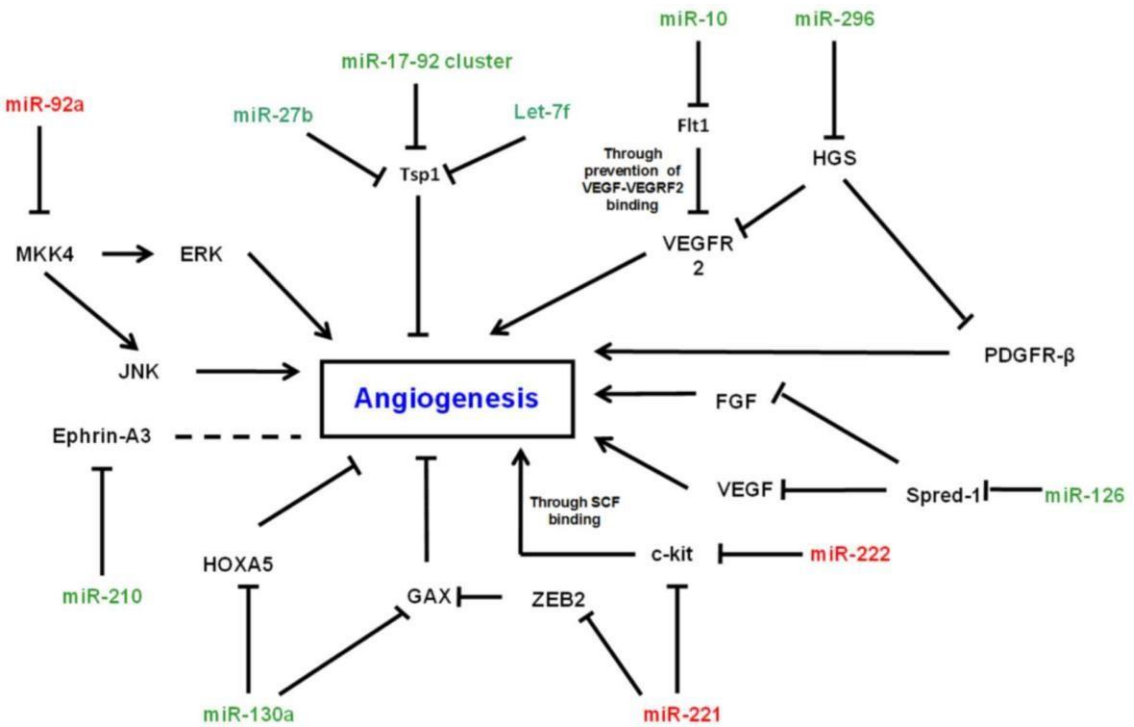 miR-10
miR-296
miR-17-92 cluster
miR-92a
miR-27b
Let-7f
Flt1
Through
prevention of
VEGF-VEGRF2
binding
HGS
Tsp1
MKK4
ERK
VEGFR
2
JNK
PDGFR-β
Angiogenesis
FGF
Ephrin-A3
VEGF
Spred-1
miR-126
Through SCF
binding
HOXA5
c-kit
miR-222
miR-210
GAX
ZEB2
miR-130a
miR-221